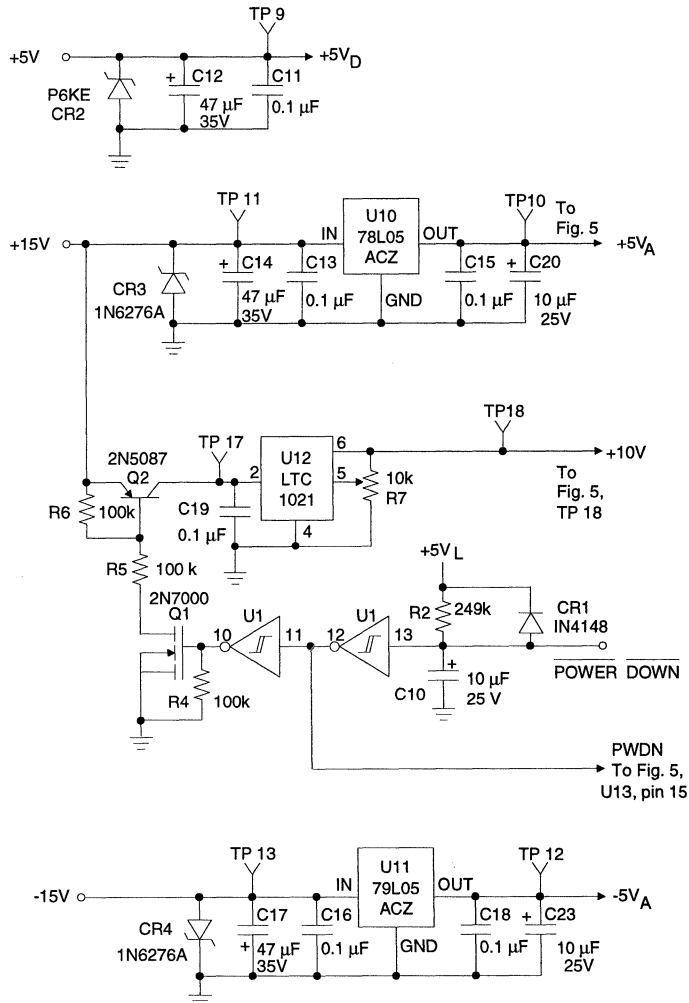 TP 9
+5V
+5VD
+ C12
C11
P6KE
CR2
47 µF
35V
0.1 µF
TP 11
TP10
To
Fig. 5
+15V
IN
U10
78L05
ACZ
OUT
+5VA
GND
CR3
1N6276A
+ C14
47 µF
35V
C13
0.1 µF
C15
0.1 µF
+ C20
10 µF
25V
TP18
TP 17
2N5087
Q2
R6
100k
C19
0.1 µF
2
U12
LTC
1021
6
5
4
10k
R7
+10V
To
Fig. 5,
TP 18
R5
100 k
2N7000
Q1
U1
10
11
U1
12
13
R4
100k
+5VL
R2
249k
CR1
IN4148
+
C10
10 µF
25 V
POWER DOWN
PWDN
To Fig. 5,
U13, pin 15
TP 13
TP 12
-15V
IN
U11
79L05
ACZ
OUT
-5VA
GND
CR4
1N6276A
C17
+ 47 µF
35V
C16
0.1 µF
C18
0.1 µF
+ C23
10 µF
25V